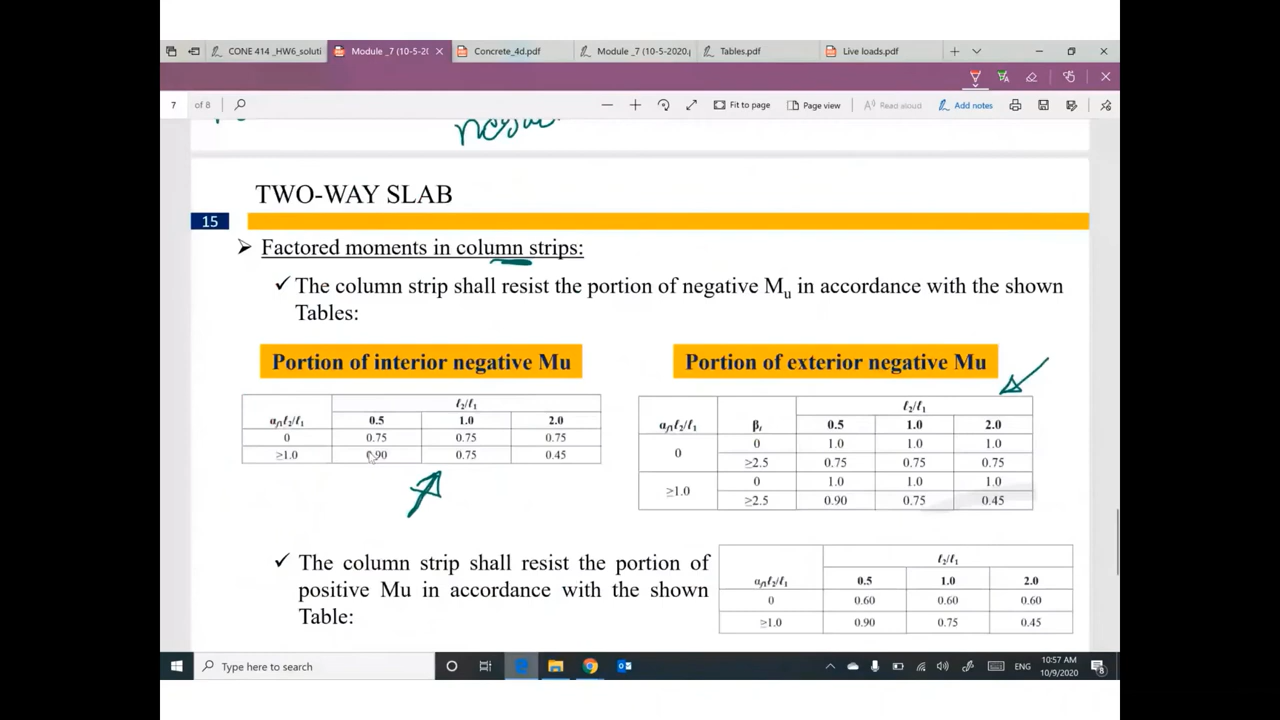 CONE 414 _HW6_soluti
Module _7 (10-5-20
Concrete_4d.pdf
Module _7 (10-5-2020.
Tables.pdf
Live loads.pdf
7 of 8
Fit to page
Page view
Read aloud
Add notes
TWO-WAY SLAB
15
Factored moments in column strips:
The column strip shall resist the portion of negative Mu in accordance with the shown
Tables:
Portion of interior negative Mu
Portion of exterior negative Mu
αf1ℓ2/ℓ1 ℓ2/ℓ1
0.5 1.0 2.0
0 0.75 0.75 0.75
≥1.0 0.90 0.75 0.45
αf1ℓ2/ℓ1 βt ℓ2/ℓ1
0.5 1.0 2.0
0 0 1.0 1.0 1.0
≥2.5 0.75 0.75 0.75
≥1.0 0 1.0 1.0 1.0
≥2.5 0.90 0.75 0.45
The column strip shall resist the portion of
positive Mu in accordance with the shown
Table:
αf1ℓ2/ℓ1 ℓ2/ℓ1
0.5 1.0 2.0
0 0.60 0.60 0.60
≥1.0 0.90 0.75 0.45
Type here to search
ENG
10:57 AM
10/9/2020
8